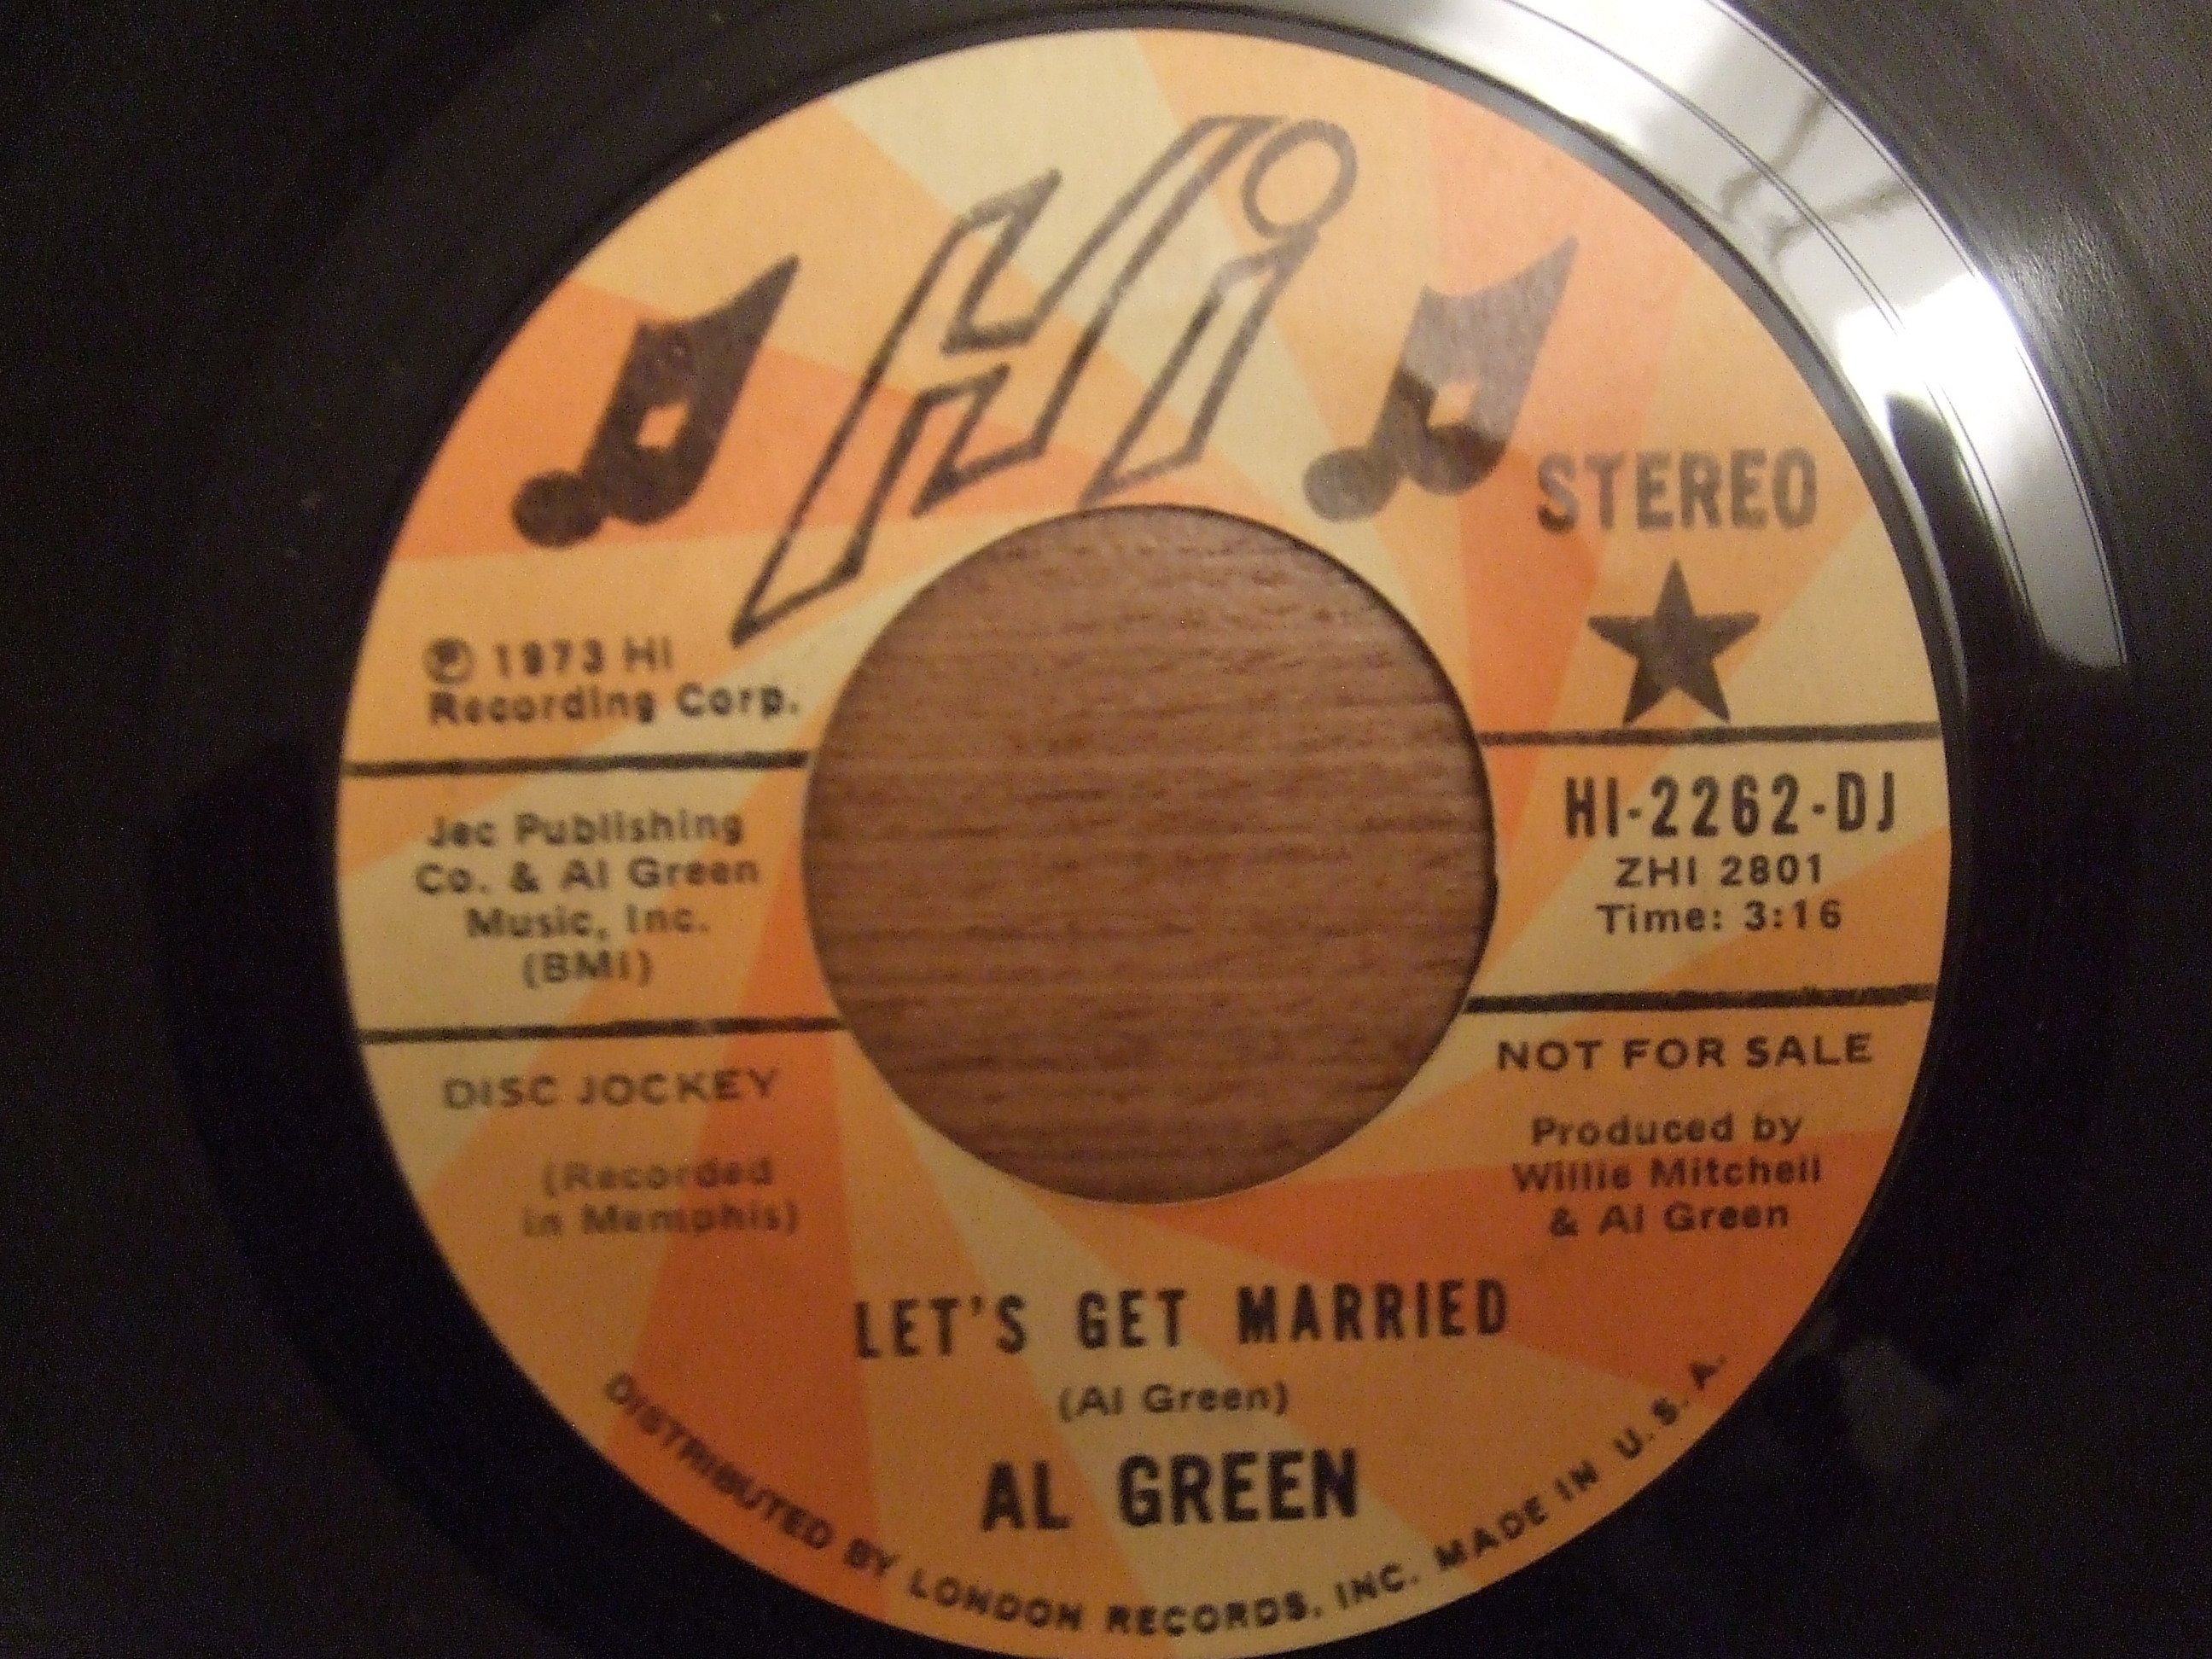 Hi
STEREO
℗ 1973 HI
Recording Corp.
Jec Publishing
Co. & Al Green
Music, Inc.
(BMI)
HI-2262-DJ
ZHI 2801
Time: 3:16
DISC JOCKEY
(Recorded
in Memphis)
NOT FOR SALE
Produced by
Willie Mitchell
& Al Green
LET'S GET MARRIED
(Al Green)
AL GREEN
DISTRIBUTED BY LONDON RECORDS, INC. MADE IN U.S.A.